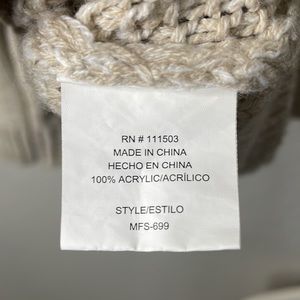 RN # 111503
MADE IN CHINA
HECHO EN CHINA
100% ACRYLIC/ACRÍLICO
STYLE/ESTILO
MFS-699